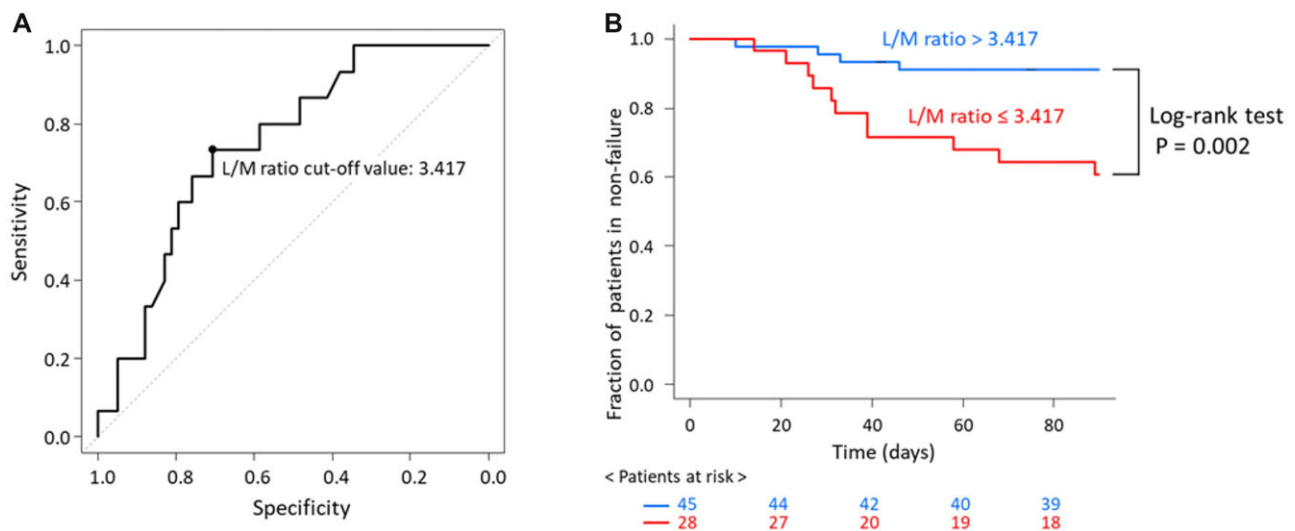 A
1.0
0.8
0.6
0.4
0.2
0.0
Sensitivity
L/M ratio cut-off value: 3.417
1.0 0.8 0.6 0.4 0.2 0.0
Specificity
B
1.0
0.8
0.6
0.4
0.2
0.0
Fraction of patients in non-failure
L/M ratio > 3.417
L/M ratio ≤ 3.417
Log-rank test
P = 0.002
0 20 40 60 80
Time (days)
< Patients at risk >
45 44 42 40 39
28 27 20 19 18